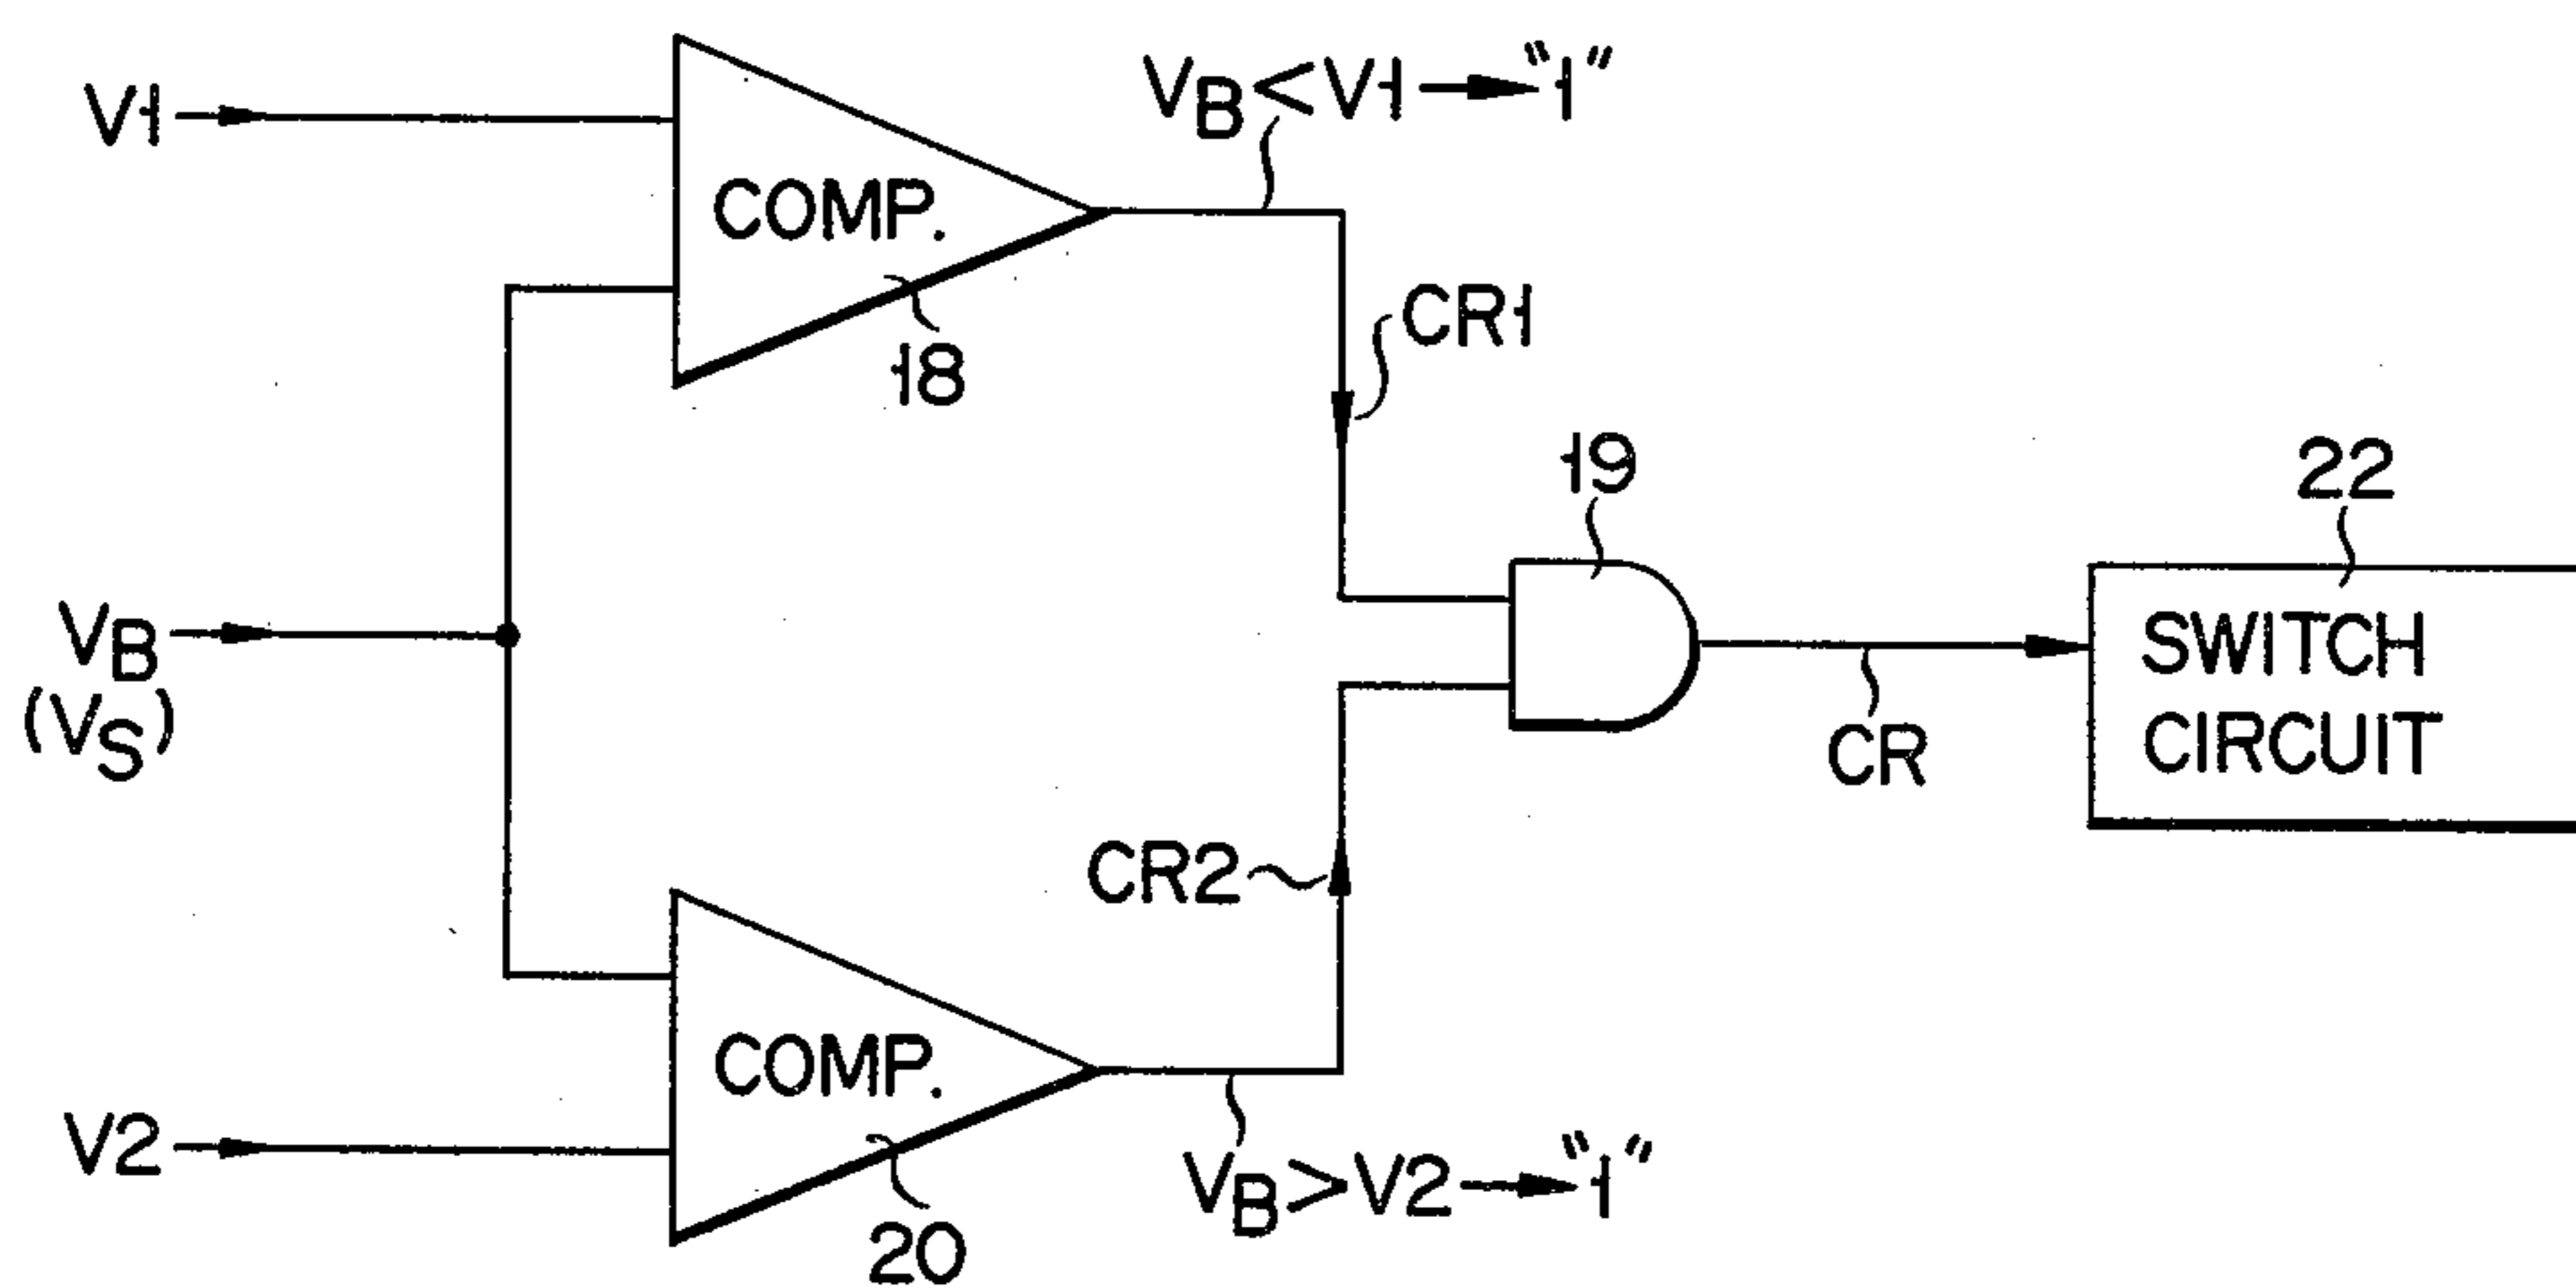 V1
COMP.
18
VB<V1→"1"
CR1
VB
(VS)
19
22
SWITCH
CIRCUIT
CR
CR2
COMP.
20
V2
VB>V2→"1"